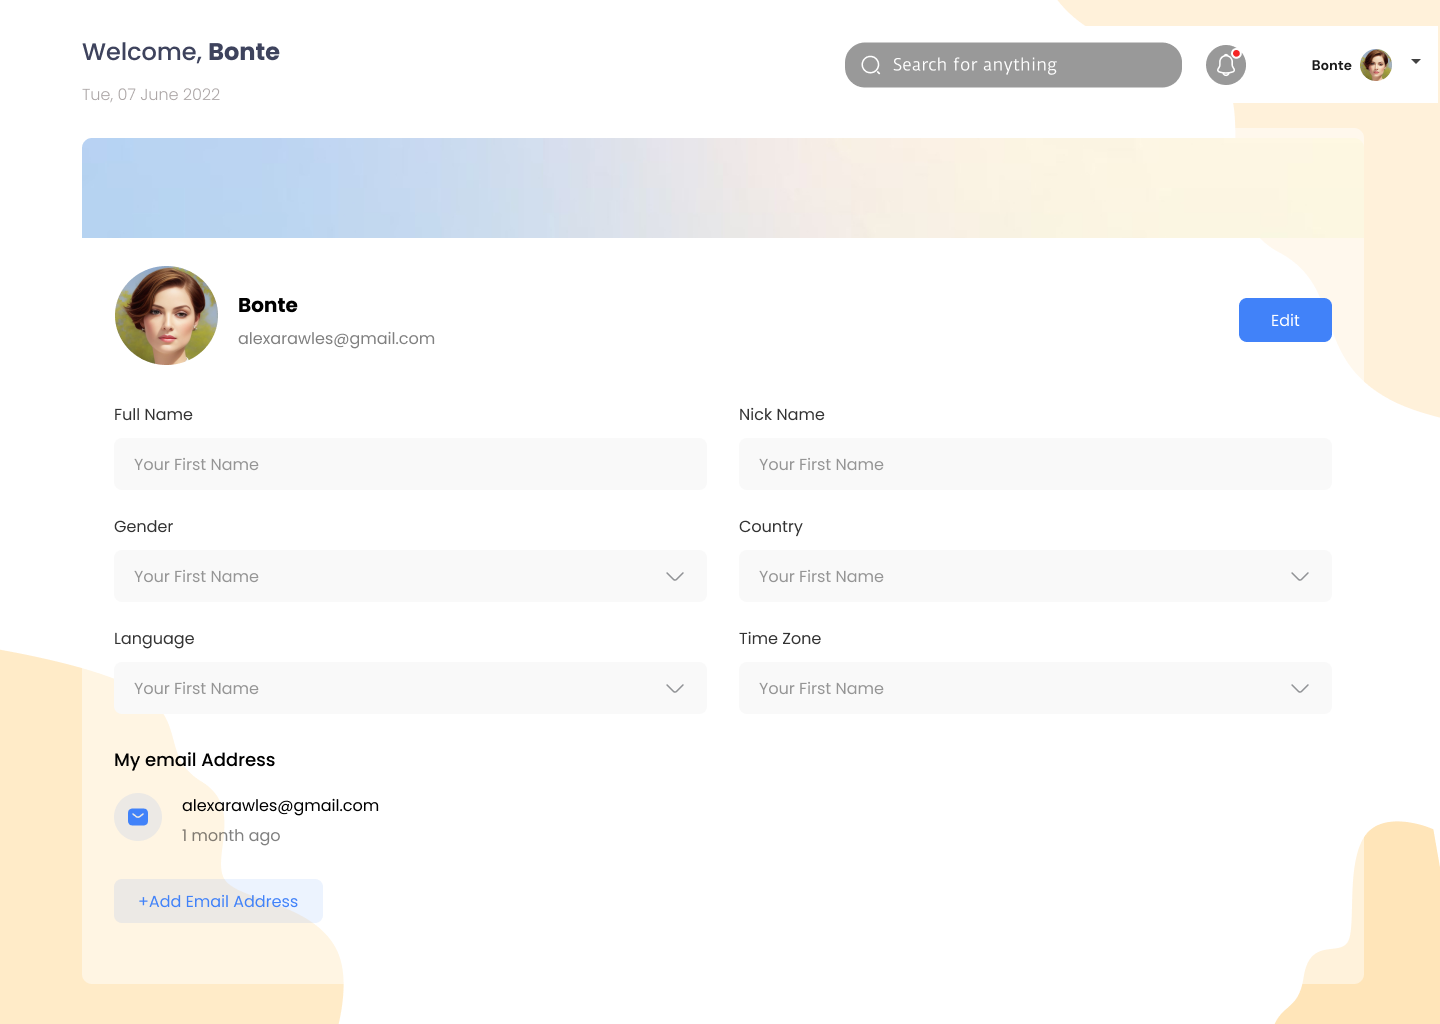 Welcome, Bonte
Tue, 07 June 2022
Search for anything
Bonte
Bonte
alexarawles@gmail.com
Edit
Full Name
Nick Name
Your First Name
Your First Name
Gender
Country
Your First Name
Your First Name
Language
Time Zone
Your First Name
Your First Name
My email Address
alexarawles@gmail.com
1 month ago
+Add Email Address